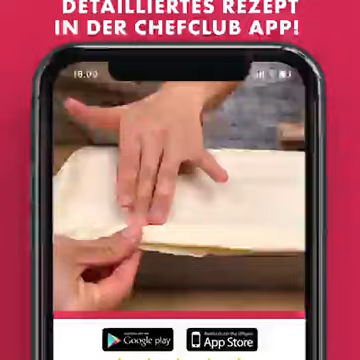 DETAILLIERTES REZEPT
IN DER CHEFCLUB APP!
18:00
Google play
App Store